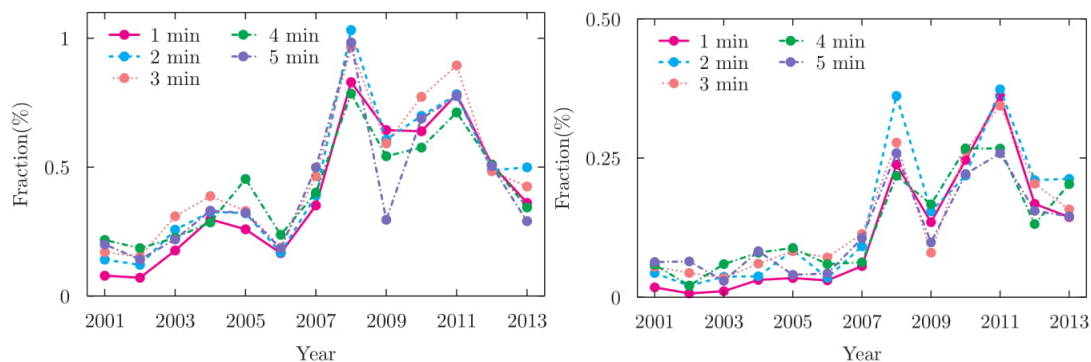 1
0.5
0
Fraction(%)
1 min
2 min
3 min
4 min
5 min
2001 2003 2005 2007 2009 2011 2013
Year
0.50
0.25
0
Fraction(%)
1 min
2 min
3 min
4 min
5 min
2001 2003 2005 2007 2009 2011 2013
Year